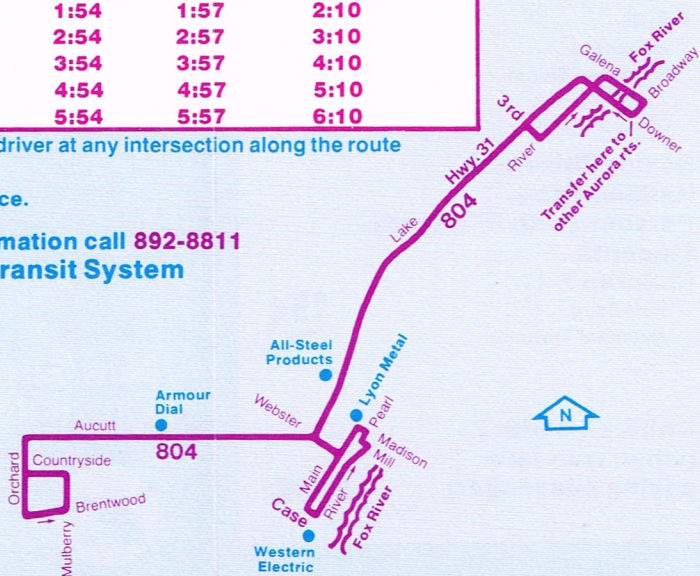 1:54 1:57 2:10
2:54 2:57 3:10
3:54 3:57 4:10
4:54 4:57 5:10
5:54 5:57 6:10
driver at any intersection along the route
ce.
mation call 892-8811
ransit System
Fox River
Galena
Broadway
3rd
Downer
River
Transfer here to
other Aurora rts.
Hwy. 31
804
Lake
All-Steel
Products
Lyon Metal
Armour
Dial
Webster
Pearl
N
Aucutt
804
Madison
Mill
Countryside
Orchard
Main
River
Brentwood
Case
Fox River
Mulberry
Western
Electric